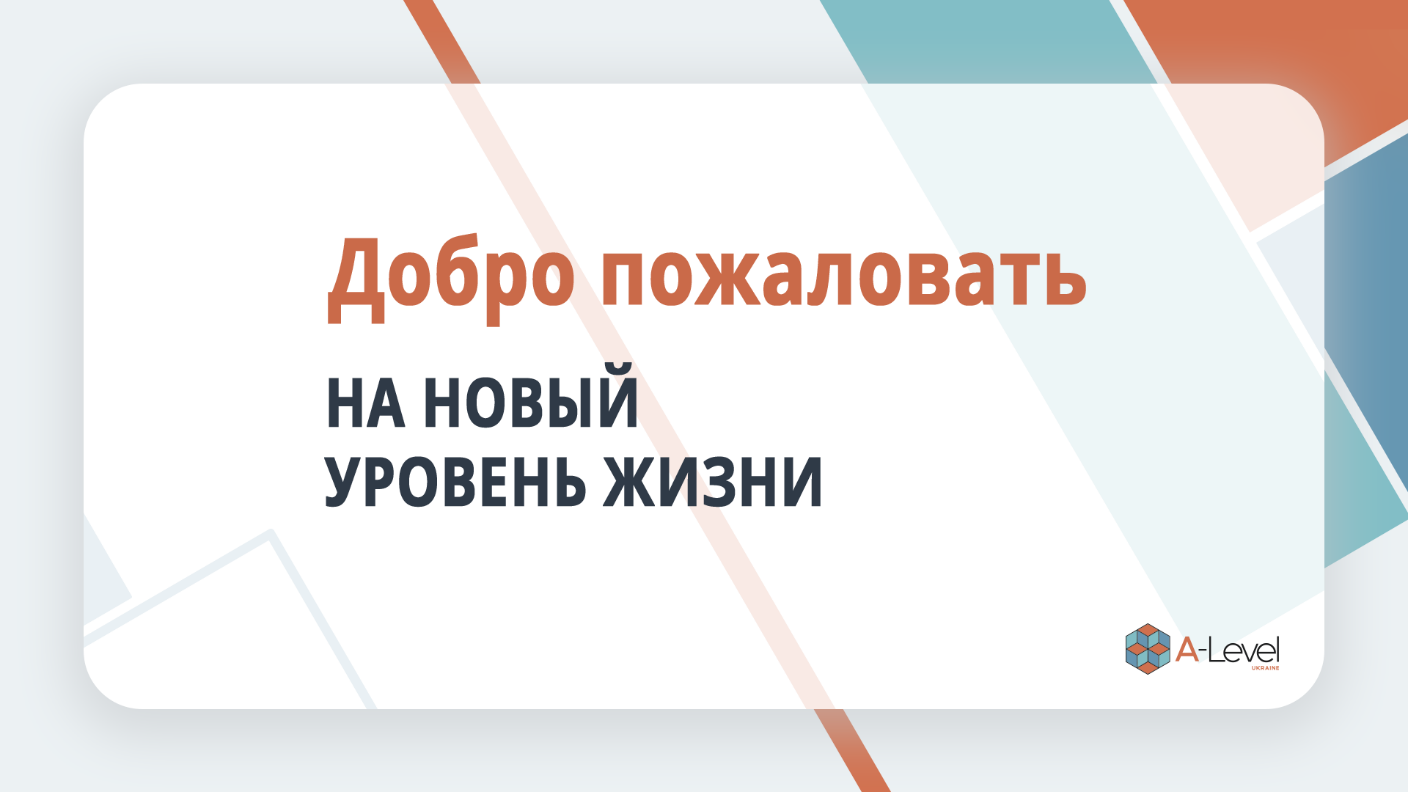 Добро пожаловать
НА НОВЫЙ
УРОВЕНЬ ЖИЗНИ
A-Level
UKRAINE